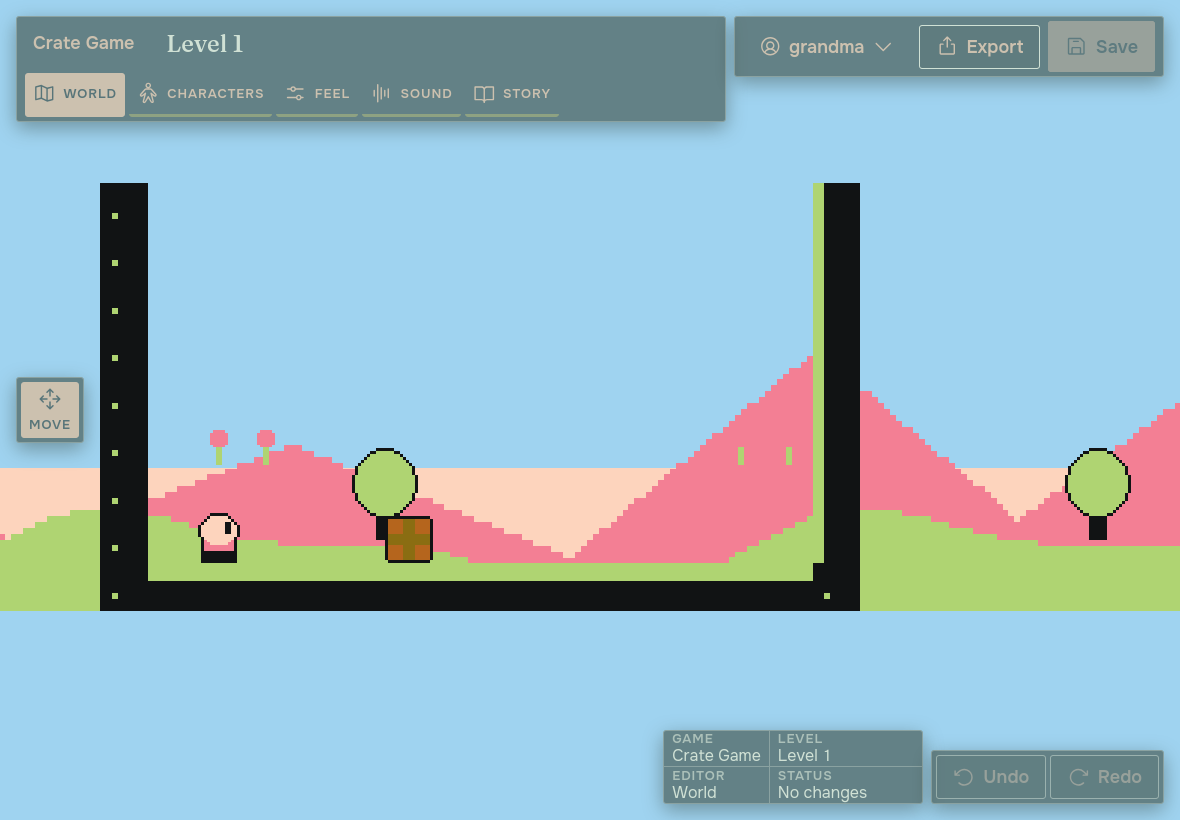 Crate Game
Level 1
WORLD
CHARACTERS
FEEL
SOUND
STORY
grandma
Export
Save
MOVE
GAME
Crate Game
LEVEL
Level 1
EDITOR
World
STATUS
No changes
Undo
Redo